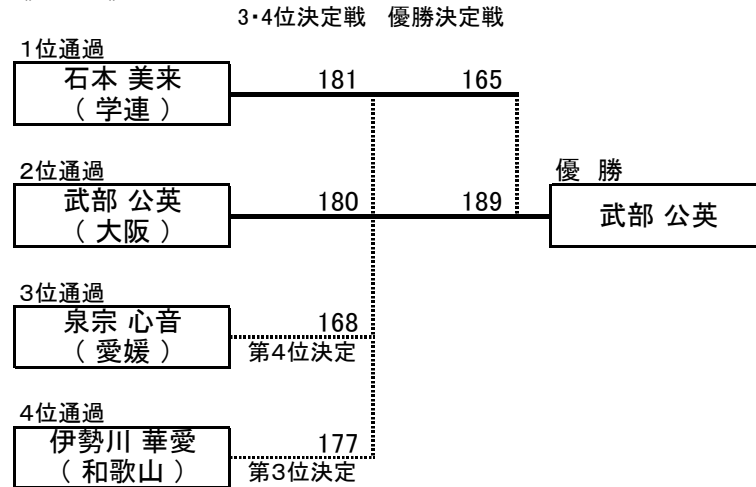 3・4位決定戦 優勝決定戦
1位通過
石本 美来
( 学連 )
181 165
2位通過
武部 公英
( 大阪 )
180 189
優 勝
武部 公英
3位通過
泉宗 心音
( 愛媛 )
168
第4位決定
4位通過
伊勢川 華愛
( 和歌山 )
177
第3位決定